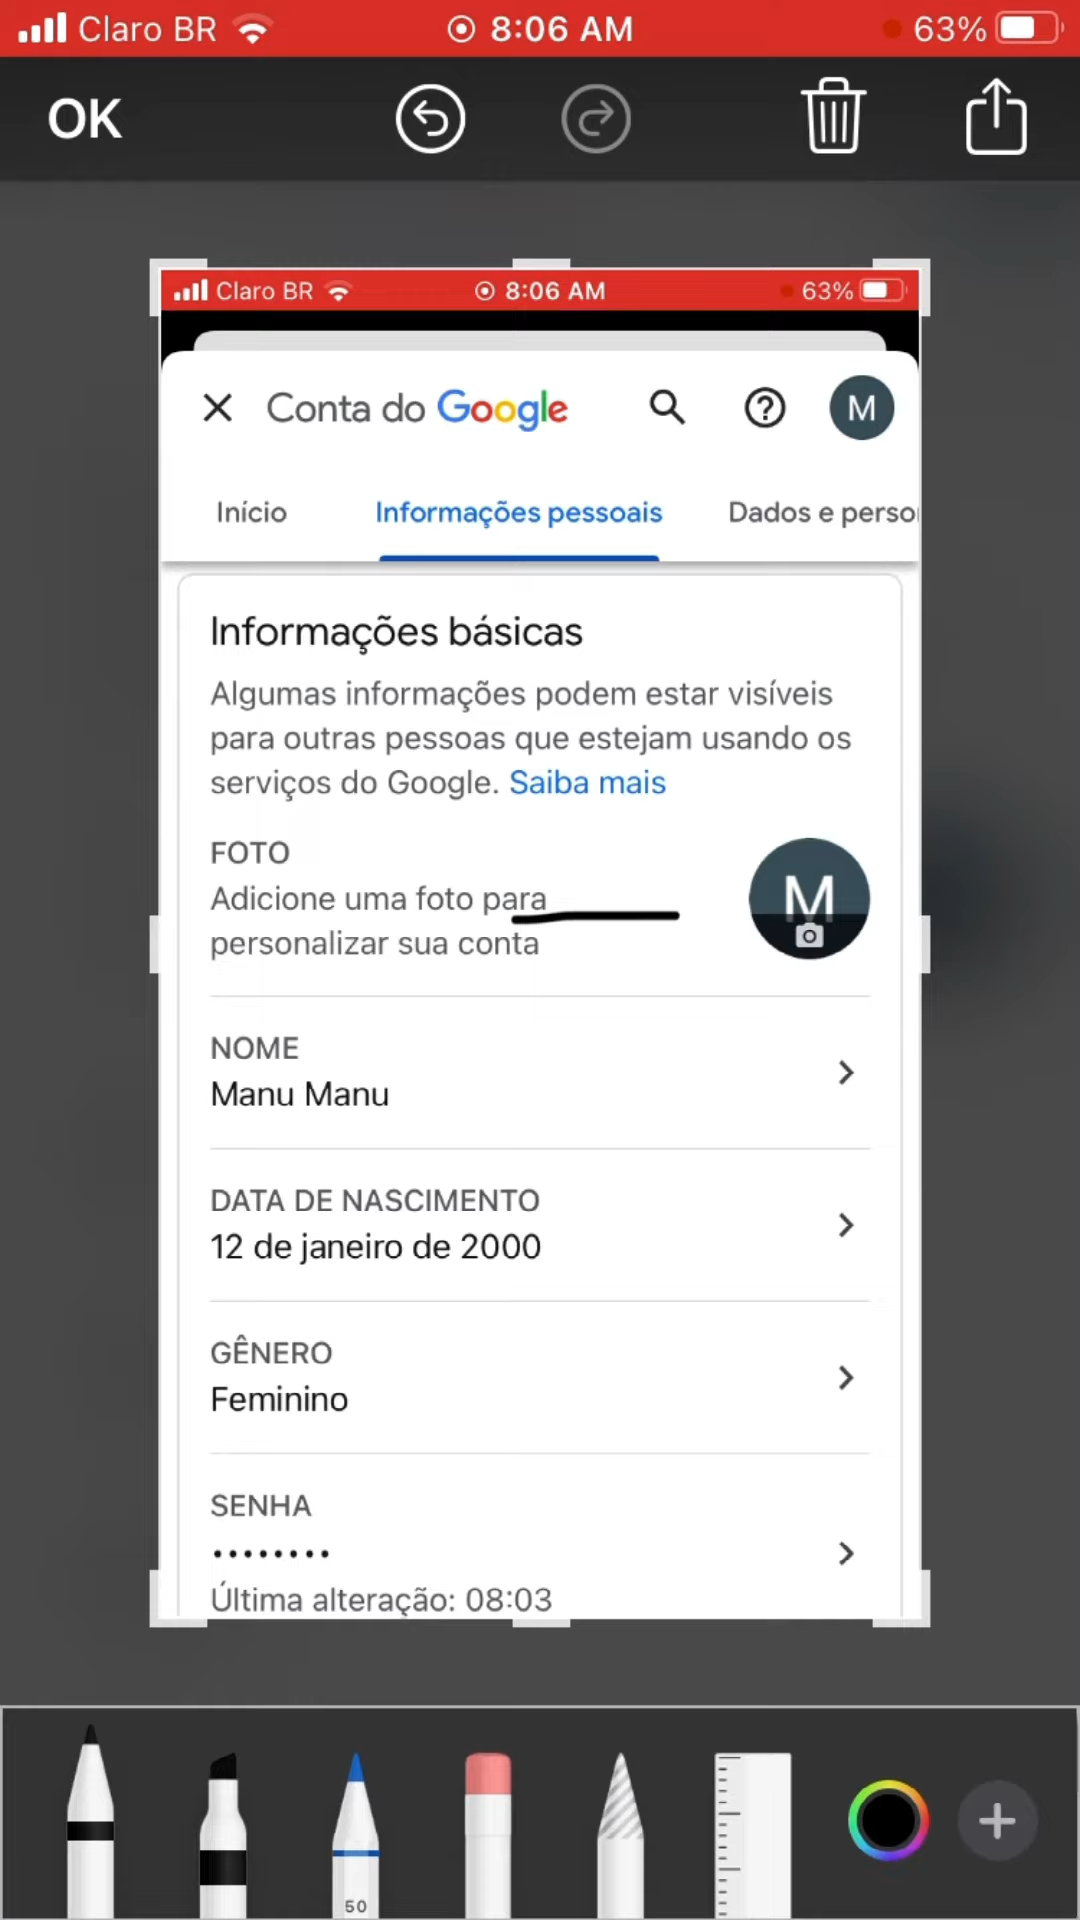 Claro BR 8:06 AM 63%
OK
Claro BR 8:06 AM 63%
Conta do Google M
Início Informações pessoais Dados e perso
Informações básicas
Algumas informações podem estar visíveis
para outras pessoas que estejam usando os
serviços do Google. Saiba mais
FOTO
Adicione uma foto para
personalizar sua conta
M
NOME
Manu Manu
DATA DE NASCIMENTO
12 de janeiro de 2000
GÊNERO
Feminino
SENHA
••••••••
Última alteração: 08:03
50